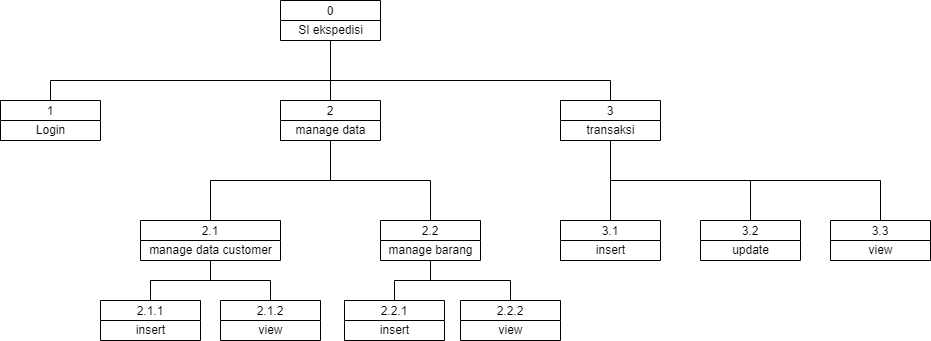 0
SI ekspedisi
1
Login
2
manage data
3
transaksi
2.1
manage data customer
2.2
manage barang
3.1
insert
3.2
update
3.3
view
2.1.1
insert
2.1.2
view
2.2.1
insert
2.2.2
view